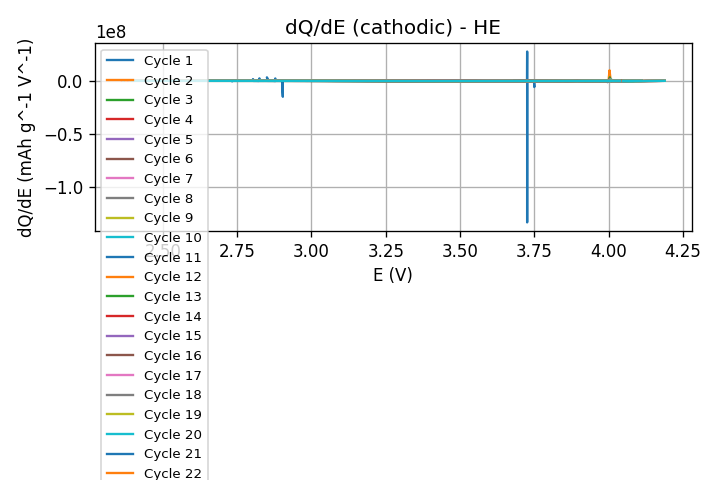 dQ/dE (cathodic) - HE
1e8
dQ/dE (mAh g^-1 V^-1)
0.0
−0.5
−1.0
2.50 2.75 3.00 3.25 3.50 3.75 4.00 4.25
E (V)
Cycle 1
Cycle 2
Cycle 3
Cycle 4
Cycle 5
Cycle 6
Cycle 7
Cycle 8
Cycle 9
Cycle 10
Cycle 11
Cycle 12
Cycle 13
Cycle 14
Cycle 15
Cycle 16
Cycle 17
Cycle 18
Cycle 19
Cycle 20
Cycle 21
Cycle 22